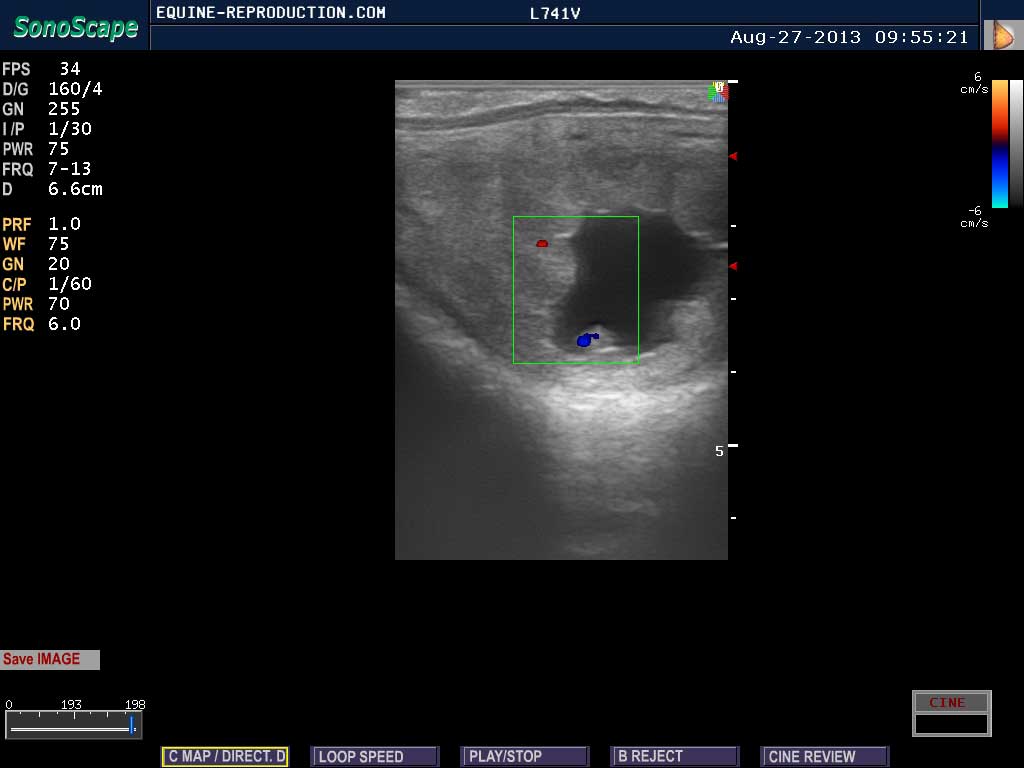 SonoScape
EQUINE-REPRODUCTION.COM L741V
Aug-27-2013 09:55:21
FPS 34
D/G 160/4
GN 255
I/P 1/30
PWR 75
FRQ 7-13
D 6.6cm
PRF 1.0
WF 75
GN 20
C/P 1/60
PWR 70
FRQ 6.0
6
cm/s
-6
cm/s
5
Save IMAGE
0 193 198
CINE
C MAP / DIRECT. D LOOP SPEED PLAY/STOP B REJECT CINE REVIEW